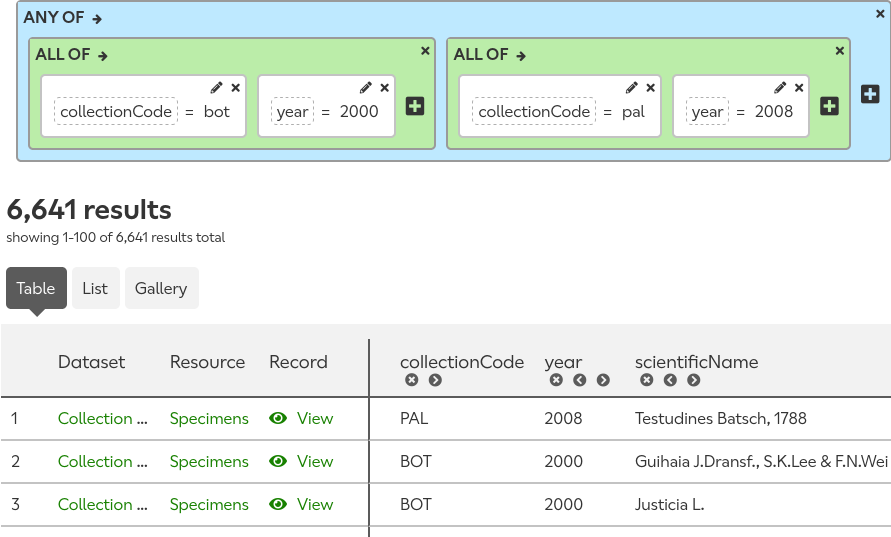 ANY OF
ALL OF
collectionCode = bot
year = 2000
ALL OF
collectionCode = pal
year = 2008
6,641 results
showing 1-100 of 6,641 results total
Table List Gallery
Dataset Resource Record collectionCode year scientificName
1 Collection ... Specimens View PAL 2008 Testudines Batsch, 1788
2 Collection ... Specimens View BOT 2000 Guihaia J.Dransf., S.K.Lee & F.N.Wei
3 Collection ... Specimens View BOT 2000 Justicia L.